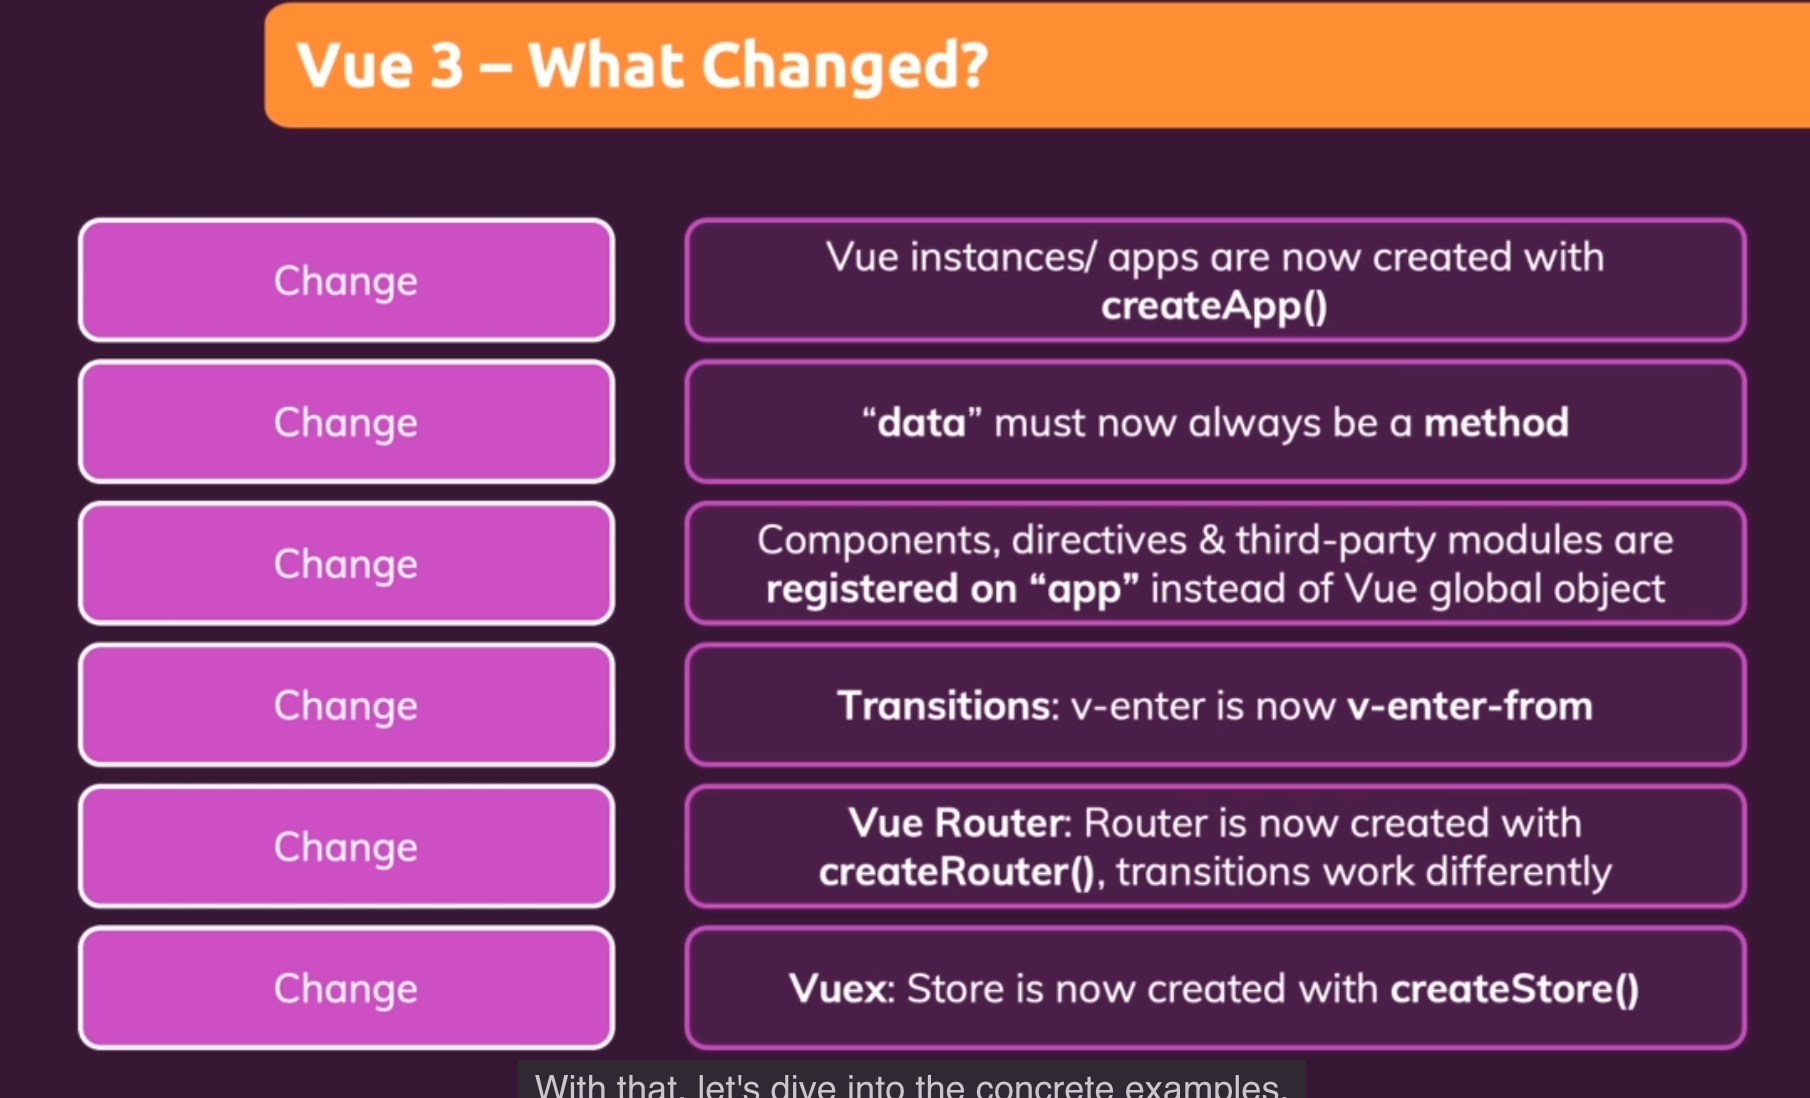 Vue 3 – What Changed?
Change
Vue instances/ apps are now created with
createApp()
Change
“data” must now always be a method
Change
Components, directives & third-party modules are
registered on “app” instead of Vue global object
Change
Transitions: v-enter is now v-enter-from
Change
Vue Router: Router is now created with
createRouter(), transitions work differently
Change
Vuex: Store is now created with createStore()
With that, let's dive into the concrete examples.